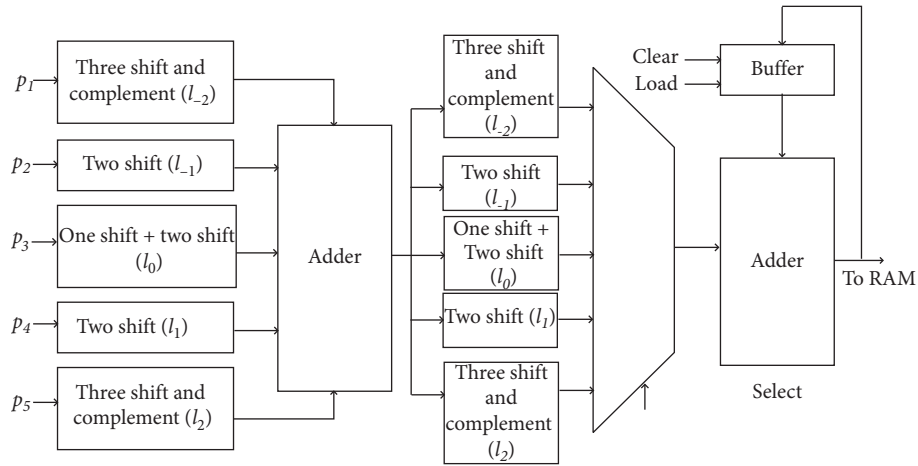 p1
Three shift and
complement (l–2)
p2
Two shift (l–1)
p3
One shift + two shift
(l0)
p4
Two shift (l1)
p5
Three shift and
complement (l2)
Adder
Three shift
and
complement
(l-2)
Two shift
(l-1)
One shift +
Two shift
(l0)
Two shift (l1)
Three shift
and
complement
(l2)
Clear
Load
Buffer
Adder
To RAM
Select